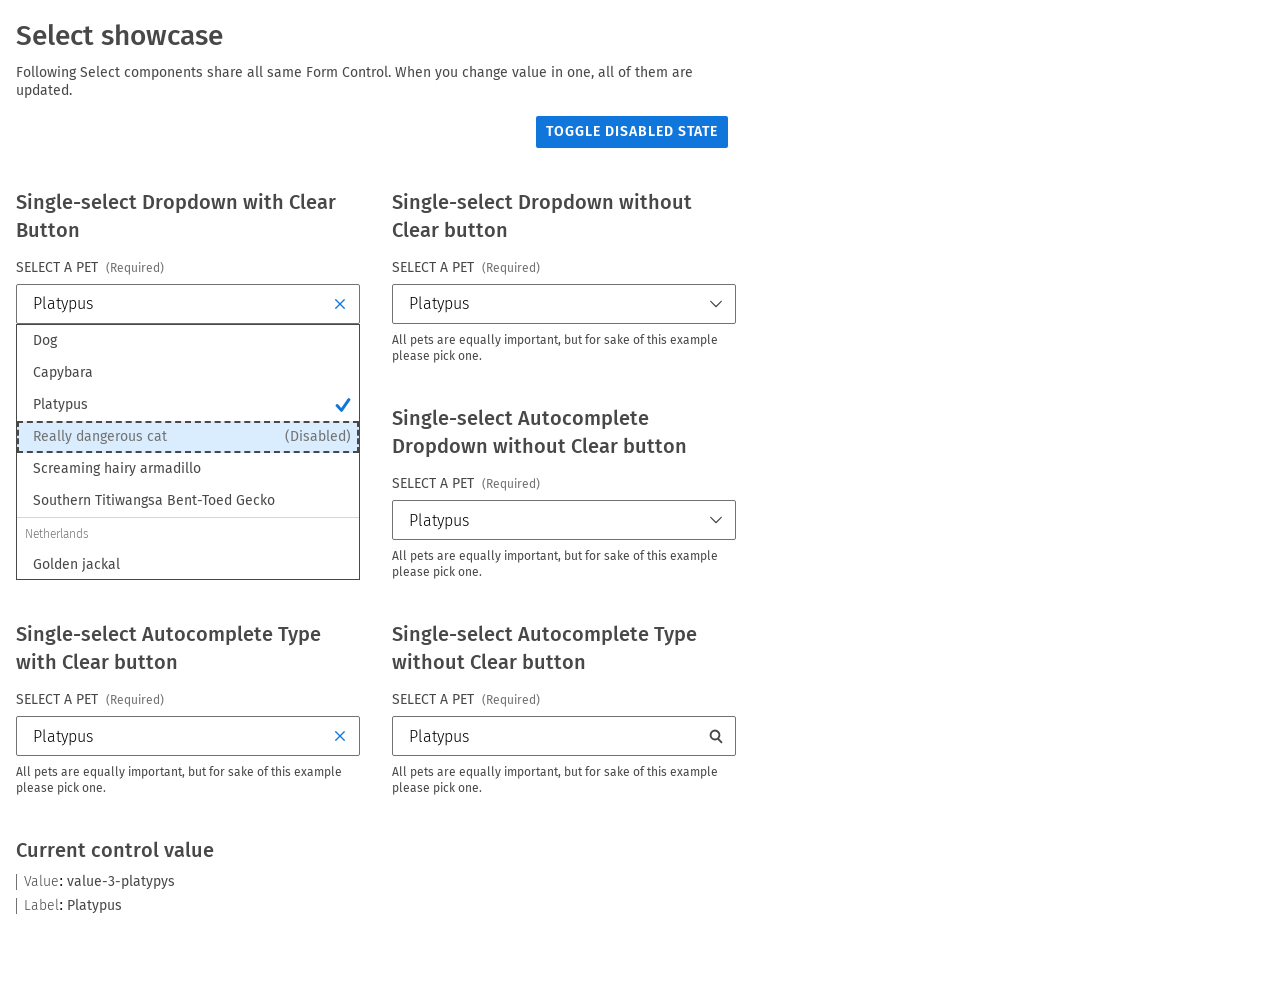 Select showcase
Following Select components share all same Form Control. When you change value in one, all of them are
updated.
TOGGLE DISABLED STATE
Single-select Dropdown with Clear
Button
SELECT A PET (Required)
Platypus
Dog
Capybara
Platypus
Really dangerous cat (Disabled)
Screaming hairy armadillo
Southern Titiwangsa Bent-Toed Gecko
Netherlands
Golden jackal
Single-select Dropdown without
Clear button
SELECT A PET (Required)
Platypus
All pets are equally important, but for sake of this example
please pick one.
Single-select Autocomplete
Dropdown without Clear button
SELECT A PET (Required)
Platypus
All pets are equally important, but for sake of this example
please pick one.
Single-select Autocomplete Type
with Clear button
SELECT A PET (Required)
Platypus
All pets are equally important, but for sake of this example
please pick one.
Single-select Autocomplete Type
without Clear button
SELECT A PET (Required)
Platypus
All pets are equally important, but for sake of this example
please pick one.
Current control value
Value: value-3-platypys
Label: Platypus